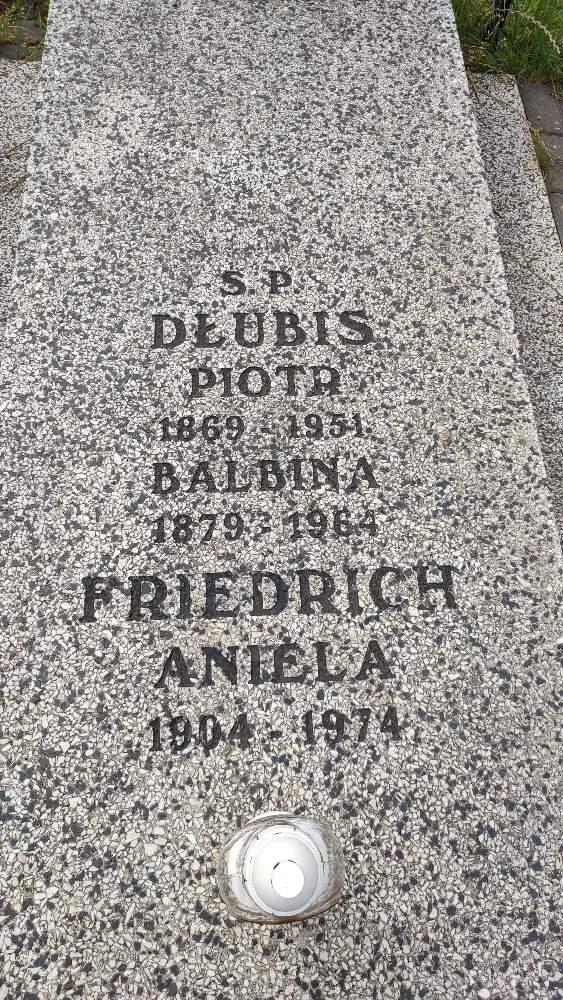 S.P.
DŁUBIS
PIOTR
1869 - 1951
BALBINA
1879 - 1964
FRIEDRICH
ANIELA
1904 - 1974